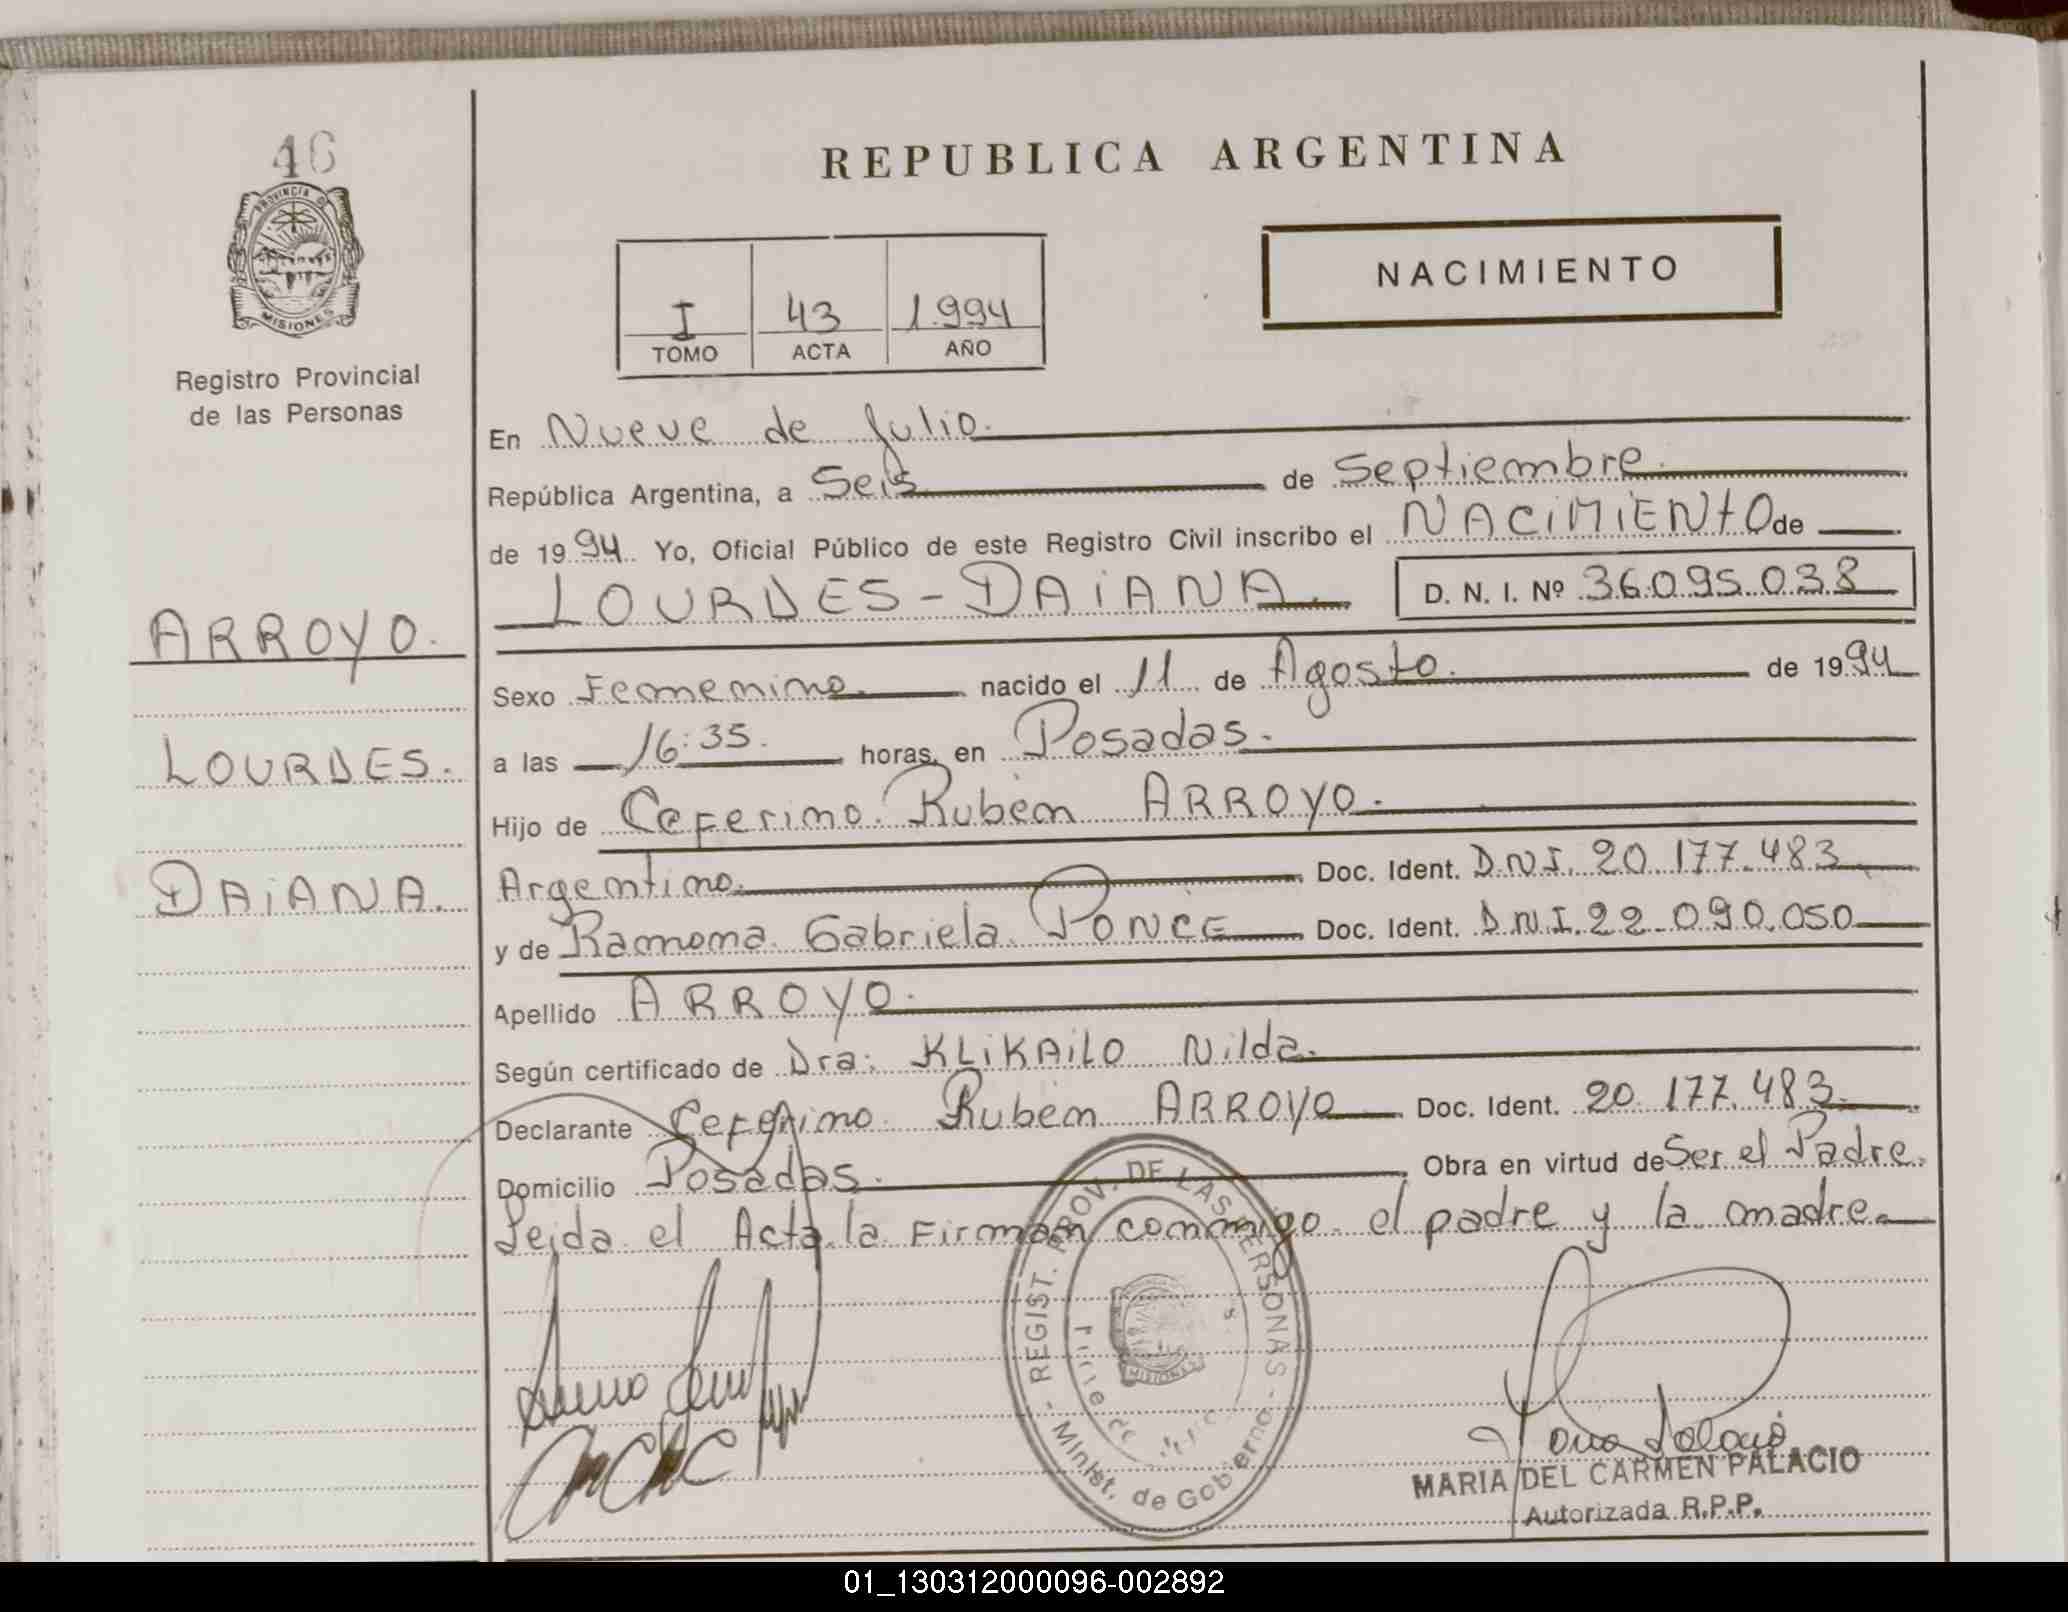 46
PROVINCIA DE
MISIONES
Registro Provincial
de las Personas
ARROYO.
LOURDES.
DAiANA.
REPUBLICA ARGENTINA
I 43 1.994
TOMO ACTA AÑO
NACIMIENTO
En Nueve de Julio.
República Argentina, a Seis de Septiembre.
de 1994. Yo, Oficial Público de este Registro Civil inscribo el NACiMiENtO de
LOURDES - DAiANA. D. N. I. Nº 36.095.038
Sexo Femenino. nacido el 11 de Agosto. de 1994
a las 16:35. horas, en Posadas.
Hijo de Ceferino Rubén ARROYO.
Argentino. Doc. Ident. D.N.I. 20.177.483
y de Ramona Gabriela PONCE Doc. Ident. D.N.I. 22.090.050
Apellido ARROYO.
Según certificado de Dra: KLiKAiLO Nilda.
Declarante Ceferino Rubén ARROYO Doc. Ident. 20.177.483.
Domicilio Posadas. Obra en virtud de Ser el Padre.
Leida el Acta la Firman conmigo el padre y la madre.
- REGIST. PROV. DE LAS PERSONAS -
Minist. de Gobierno
MISIONES
MARIA DEL CARMEN PALACIO
Autorizada R.P.P.
01_130312000096-002892